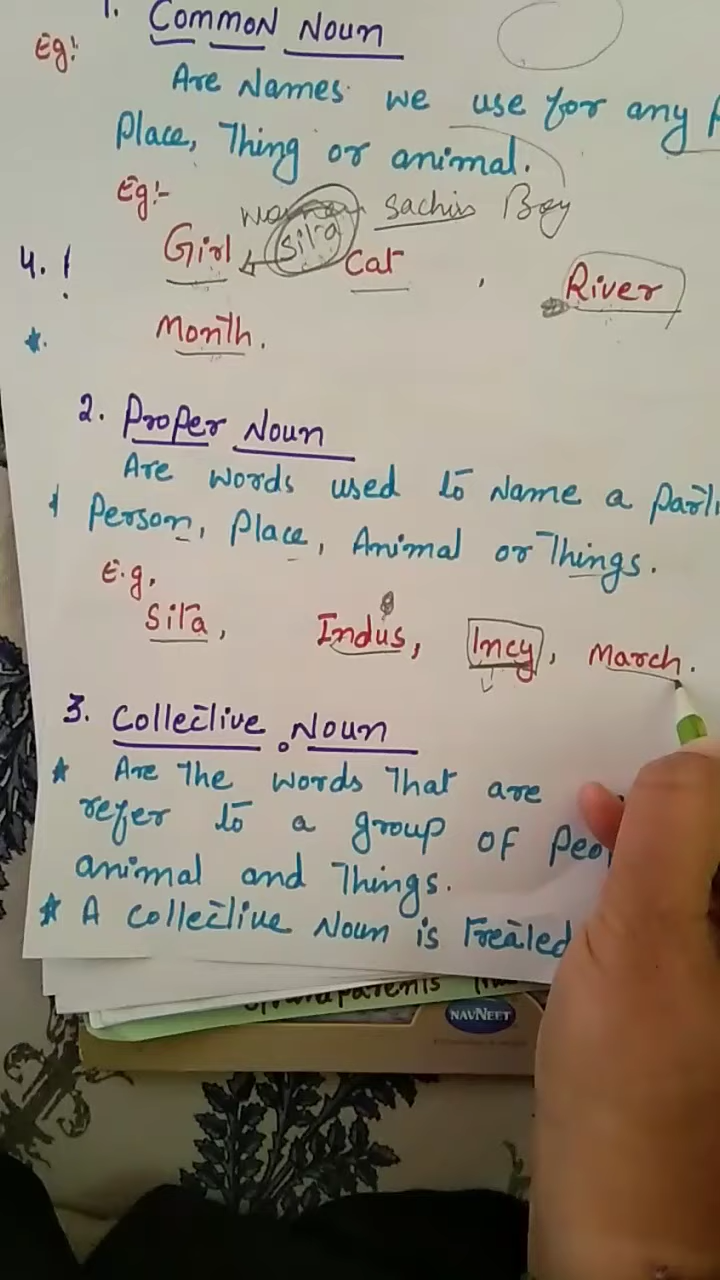 1. Common Noun
Eg:
Are Names we use for any P
Place, Thing or animal.
Eg:-
Sachin Boy
Girl Sita Cat , River
4. !
Month.
2. Proper Noun
Are words used to Name a Parti
Person, Place, Animal or Things.
E.g.
Sita, Indus, Incy, March.
3. Collective Noun
Are The words That are
refer to a group of Peo
animal and Things.
A Collective Noun is Treated
NAVNEET